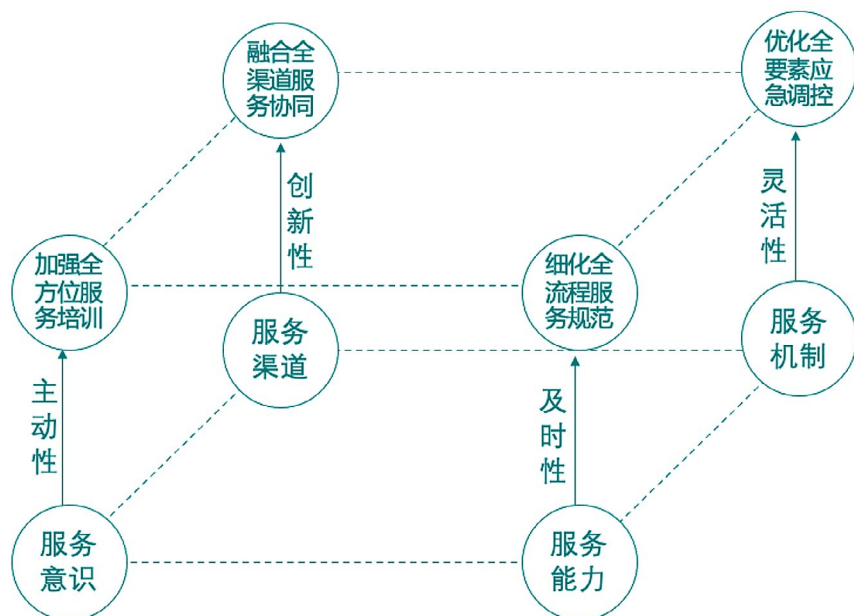 融合全
渠道服
务协同
优化全
要素应
急调控
创新性
灵活性
加强全
方位服
务培训
细化全
流程服
务规范
服务
渠道
服务
机制
主动性
及时性
服务
意识
服务
能力